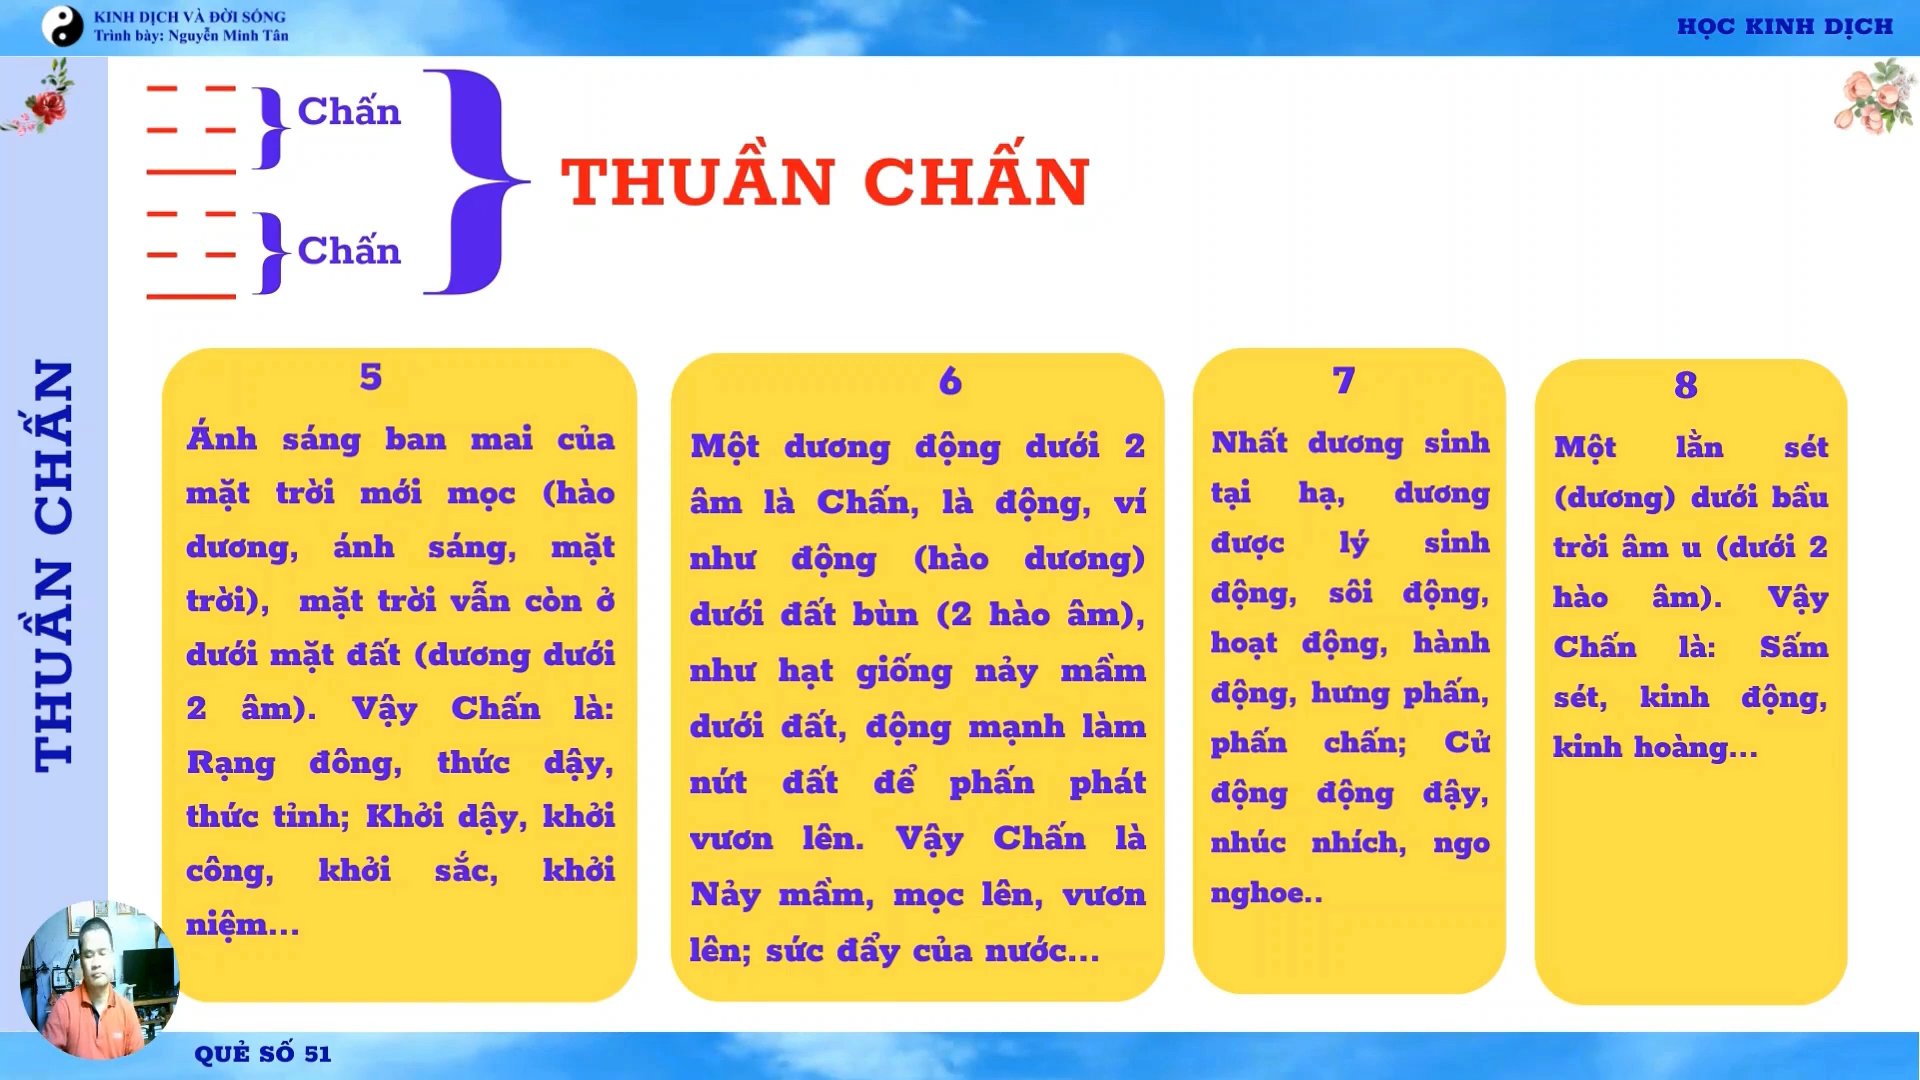 KINH DỊCH VÀ ĐỜI SỐNG
Trình bày: Nguyễn Minh Tân
HỌC KINH DỊCH
Chấn
Chấn
THUẦN CHẤN
THUẦN CHẤN
5
Ánh sáng ban mai của
mặt trời mới mọc (hào
dương, ánh sáng, mặt
trời), mặt trời vẫn còn ở
dưới mặt đất (dương dưới
2 âm). Vậy Chấn là:
Rạng đông, thức dậy,
thức tỉnh; Khởi dậy, khởi
công, khởi sắc, khởi
niệm...
6
Một dương động dưới 2
âm là Chấn, là động, ví
như động (hào dương)
dưới đất bùn (2 hào âm),
như hạt giống nảy mầm
dưới đất, động mạnh làm
nứt đất để phấn phát
vươn lên. Vậy Chấn là
Nảy mầm, mọc lên, vươn
lên; sức đẩy của nước...
7
Nhất dương sinh
tại hạ, dương
được lý sinh
động, sôi động,
hoạt động, hành
động, hưng phấn,
phấn chấn; Cử
động động đậy,
nhúc nhích, ngo
nghoe..
8
Một lằn sét
(dương) dưới bầu
trời âm u (dưới 2
hào âm). Vậy
Chấn là: Sấm
sét, kinh động,
kinh hoàng...
QUẺ SỐ 51